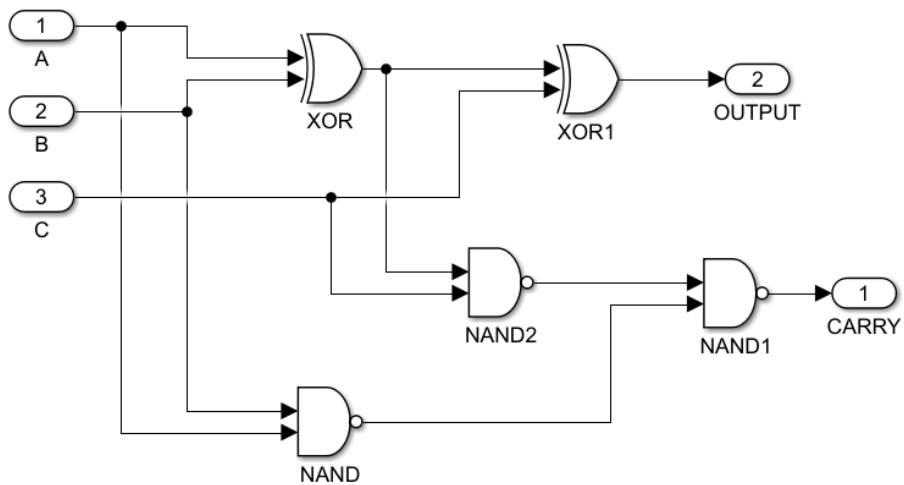 1
A
XOR
XOR1
2
OUTPUT
2
B
3
C
NAND2
NAND1
1
CARRY
NAND